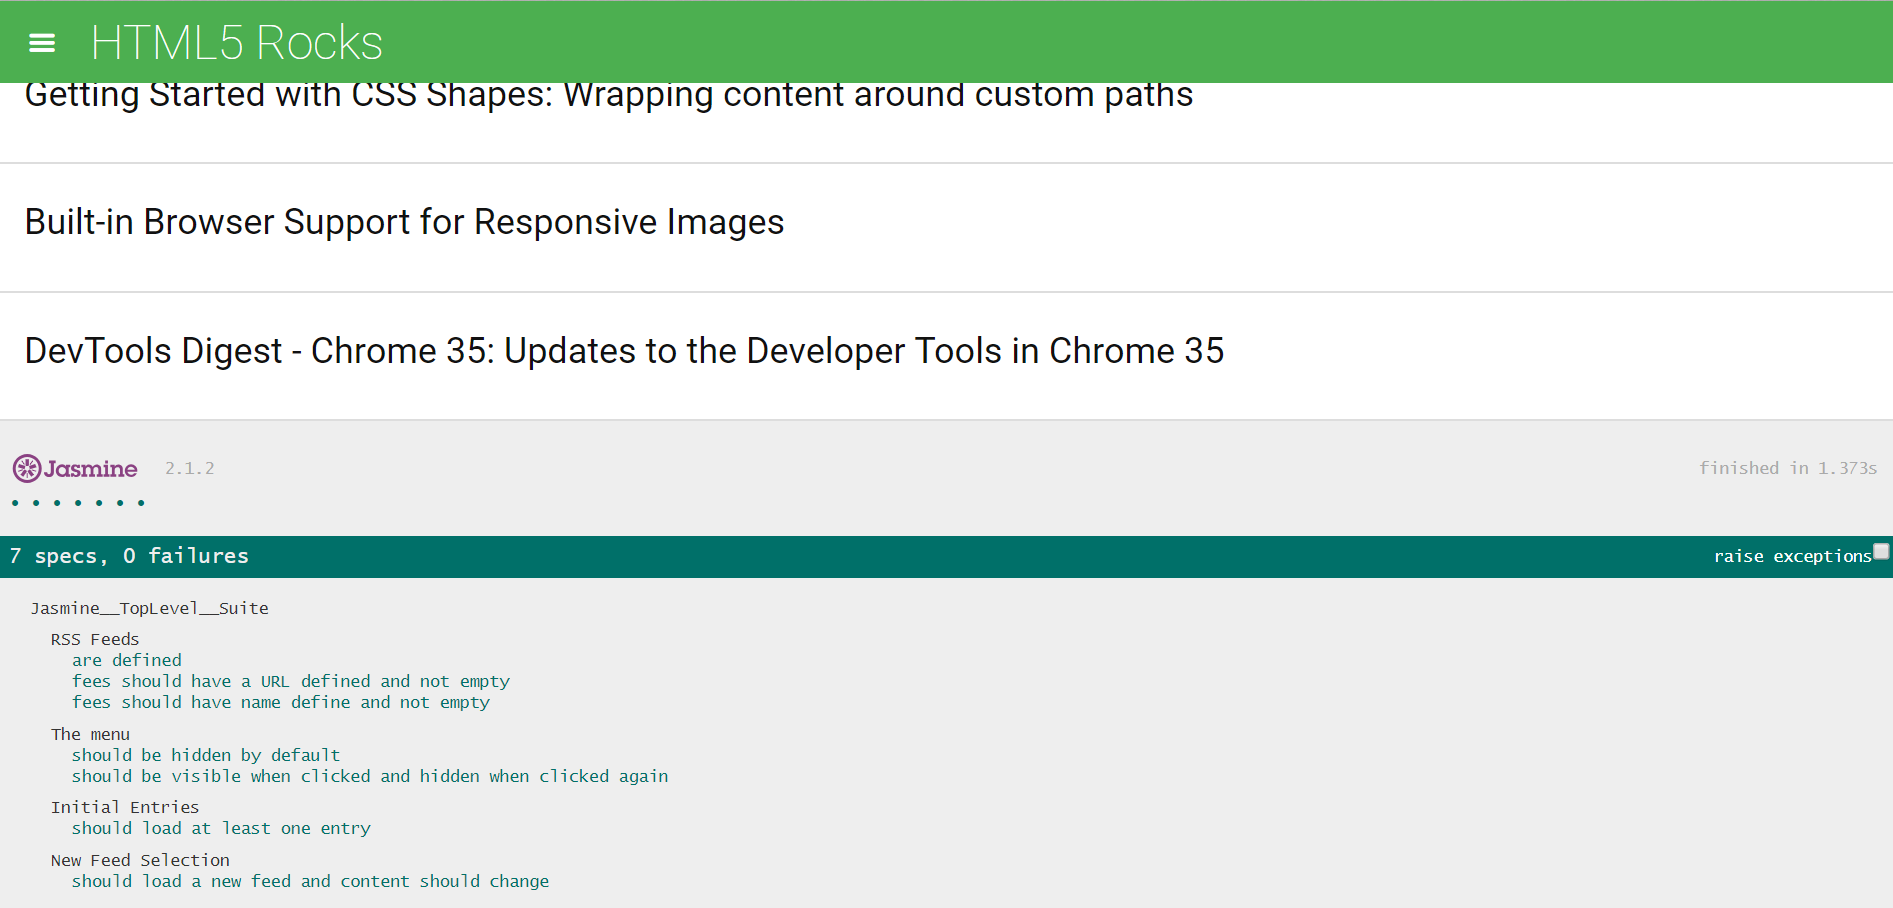 HTML5 Rocks
Getting Started with CSS Shapes: Wrapping content around custom paths
Built-in Browser Support for Responsive Images
DevTools Digest - Chrome 35: Updates to the Developer Tools in Chrome 35
Jasmine 2.1.2 finished in 1.373s
7 specs, 0 failures raise exceptions
Jasmine__TopLevel__Suite
RSS Feeds
are defined
fees should have a URL defined and not empty
fees should have name define and not empty
The menu
should be hidden by default
should be visible when clicked and hidden when clicked again
Initial Entries
should load at least one entry
New Feed Selection
should load a new feed and content should change